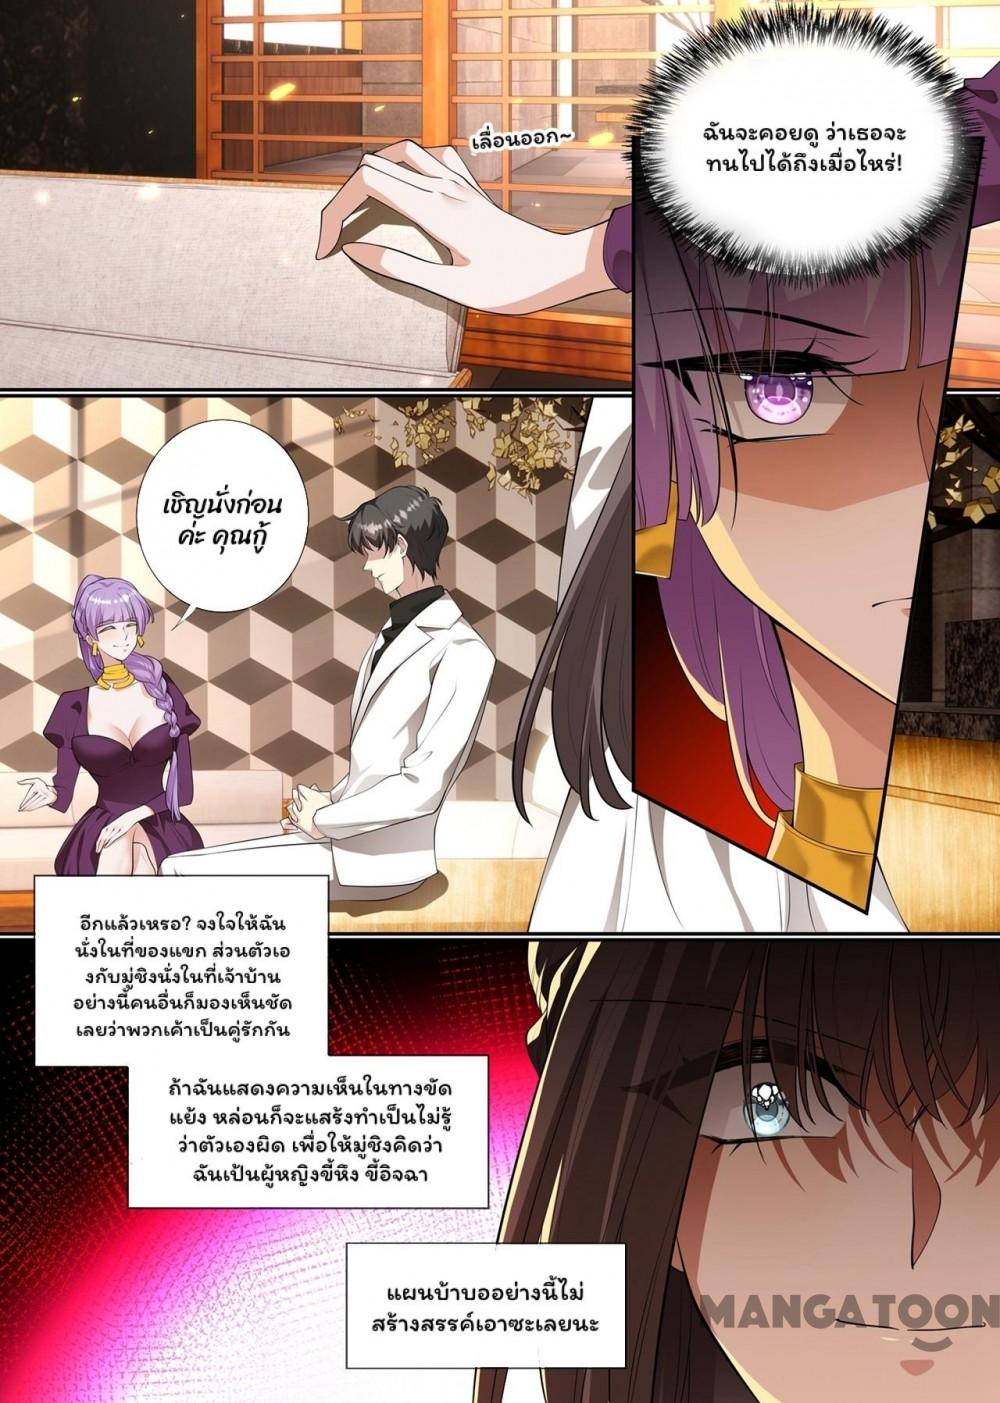 ฉันจะคอยดู ว่าเธอจะ
ทนไปได้ถึงเมื่อไหร่!
เลื่อนออก~
เชิญนั่งก่อน
ค่ะ คุณกู้
อีกแล้วเหรอ? จงใจให้ฉัน
นั่งในที่ของแขก ส่วนตัวเอ
งกับมู่ชิงนั่งในที่เจ้าบ้าน
อย่างนี้คนอื่นก็มองเห็นชัด
เลยว่าพวกเค้าเป็นคู่รักกัน
ถ้าฉันแสดงความเห็นในทางขัด
แย้ง หล่อนก็จะแสร้งทำเป็นไม่รู้
ว่าตัวเองผิด เพื่อให้มู่ชิงคิดว่า
ฉันเป้นผู้หญิงขี้หึง ขี้อิจฉา
แผนบ้าบออย่างนี้ไม่
สร้างสรรค์เอาซะเลยนะ
MANGATOON